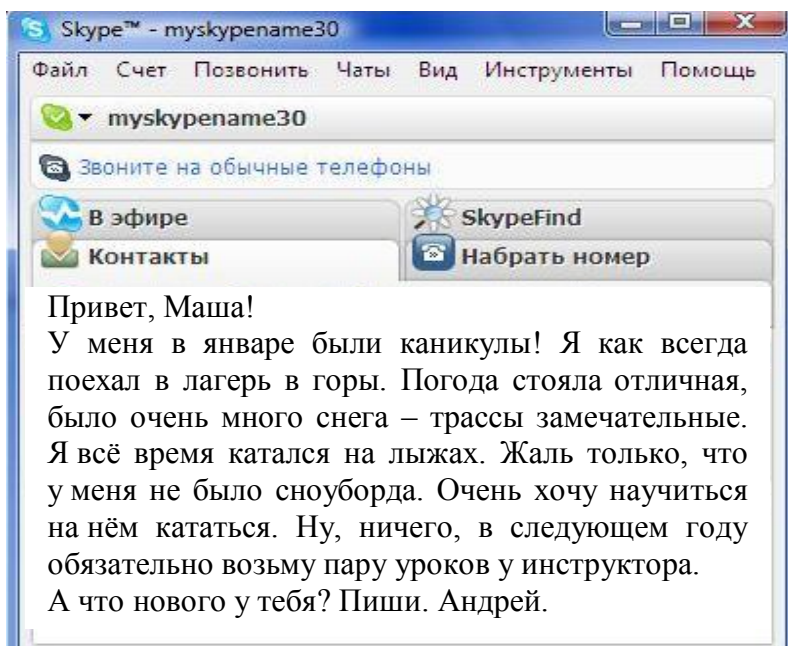 Skype™ - myskypename30
Файл Счет Позвонить Чаты Вид Инструменты Помощь
myskypename30
Звоните на обычные телефоны
В эфире SkypeFind
Контакты Набрать номер
Привет, Маша!
У меня в январе были каникулы! Я как всегда
поехал в лагерь в горы. Погода стояла отличная,
было очень много снега – трассы замечательные.
Я всё время катался на лыжах. Жаль только, что
у меня не было сноуборда. Очень хочу научиться
на нём кататься. Ну, ничего, в следующем году
обязательно возьму пару уроков у инструктора.
А что нового у тебя? Пиши. Андрей.